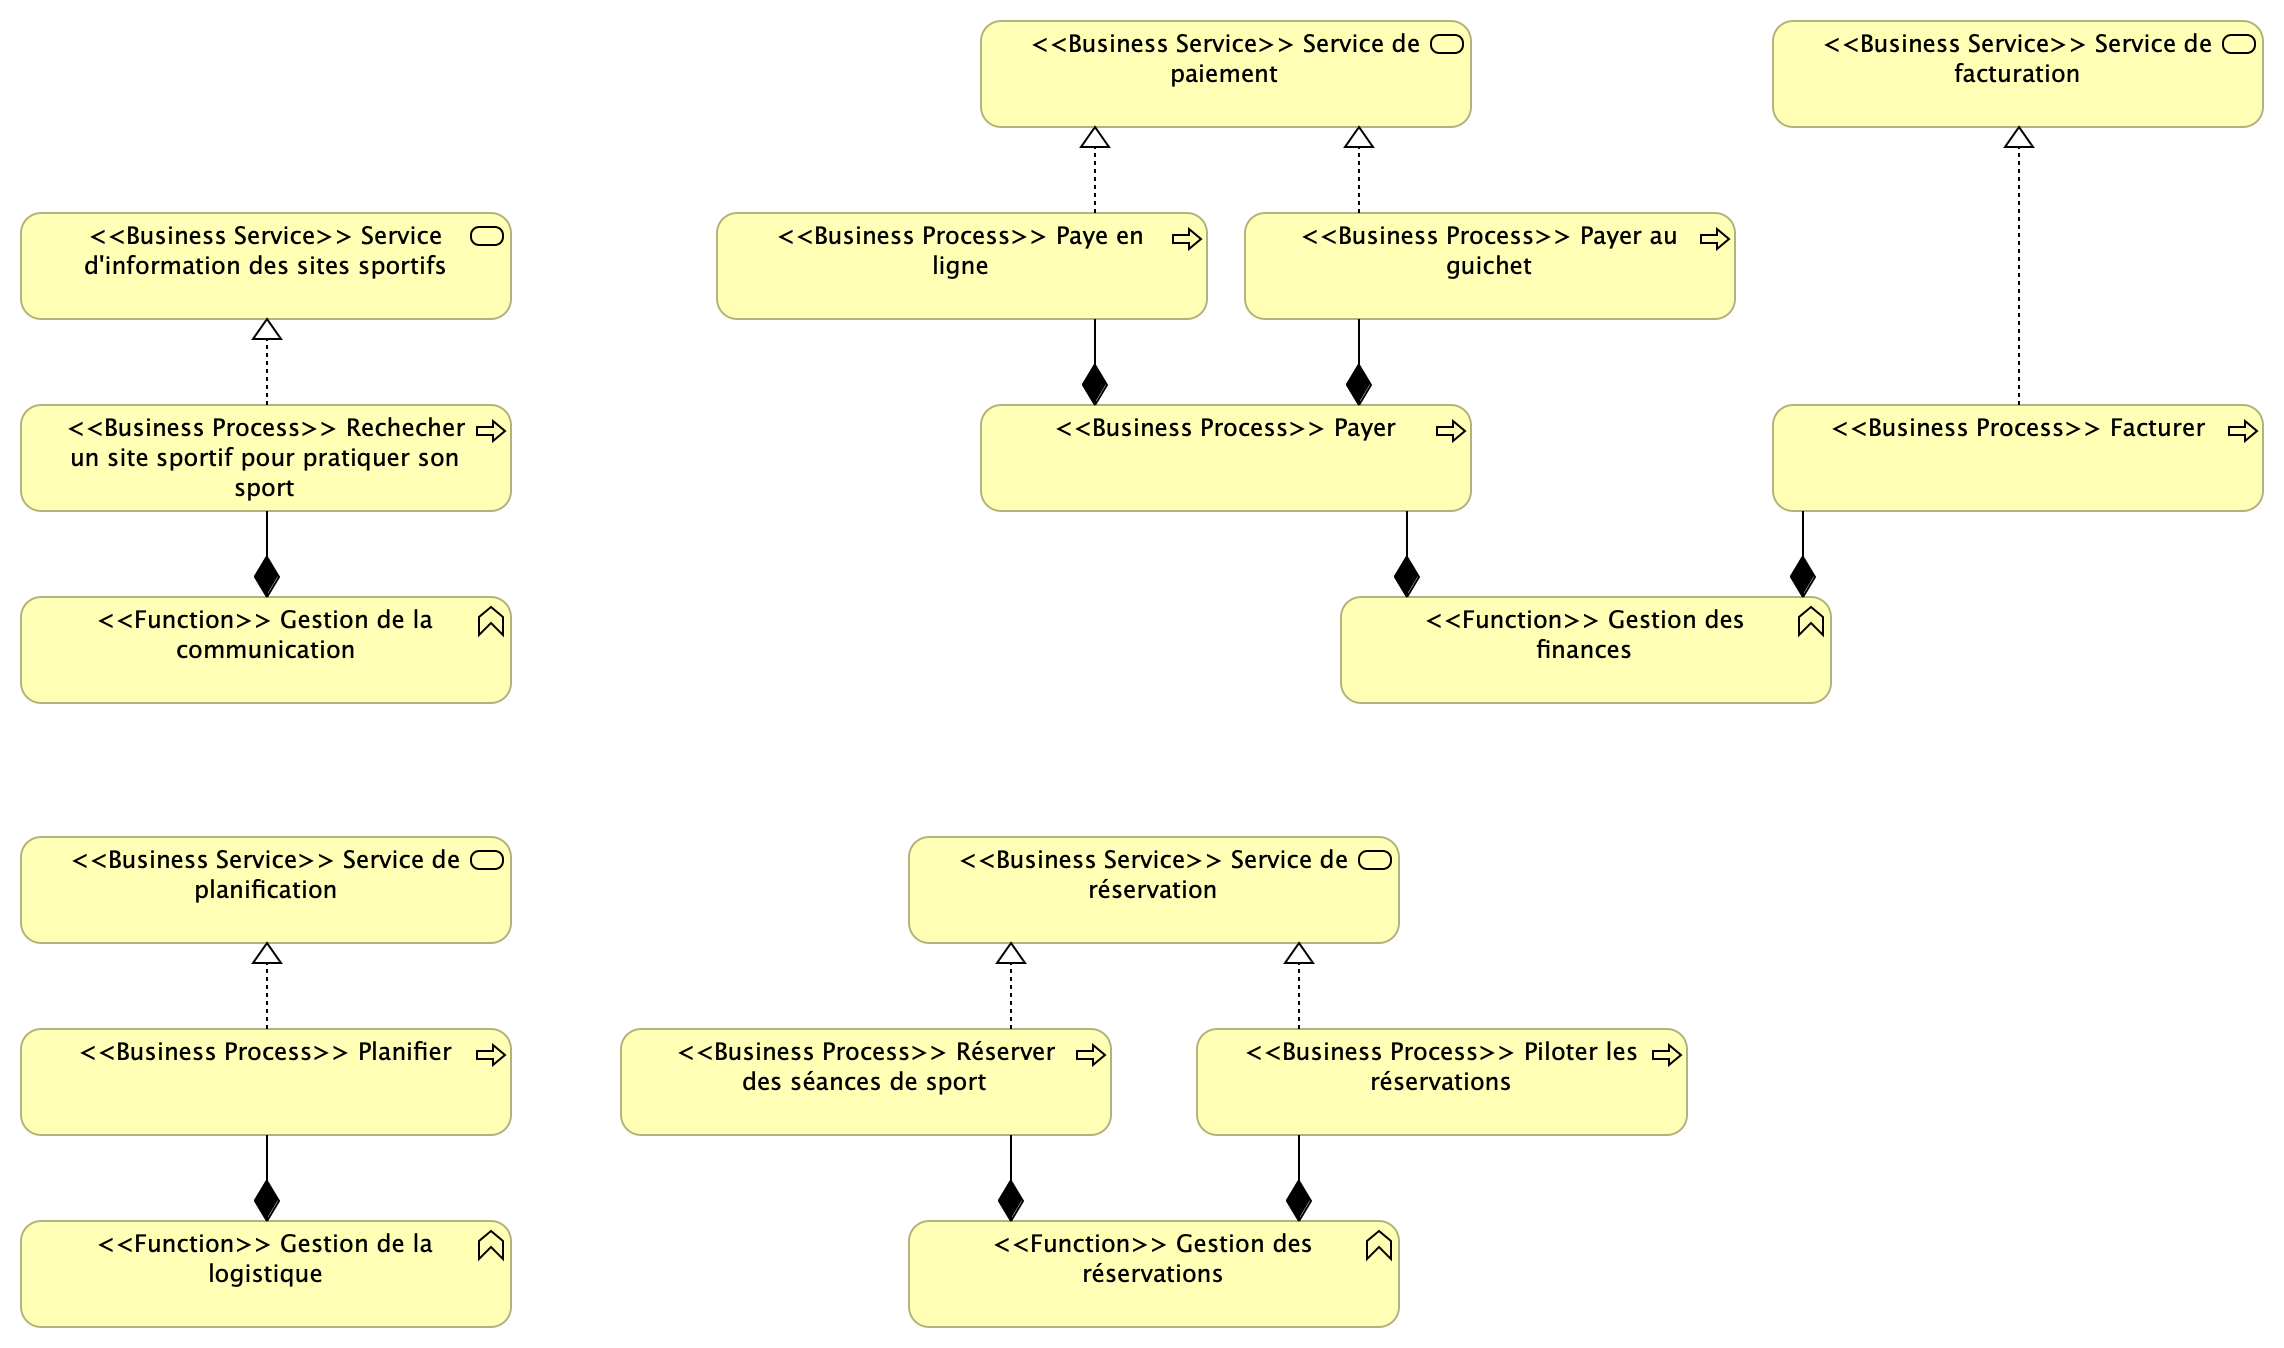 <<Business Service>> Service de
paiement
<<Business Service>> Service de
facturation
<<Business Service>> Service
d'information des sites sportifs
<<Business Process>> Paye en
ligne
<<Business Process>> Payer au
guichet
<<Business Process>> Rechecher
un site sportif pour pratiquer son
sport
<<Business Process>> Payer
<<Business Process>> Facturer
<<Function>> Gestion de la
communication
<<Function>> Gestion des
finances
<<Business Service>> Service de
planification
<<Business Service>> Service de
réservation
<<Business Process>> Planifier
<<Business Process>> Réserver
des séances de sport
<<Business Process>> Piloter les
réservations
<<Function>> Gestion de la
logistique
<<Function>> Gestion des
réservations